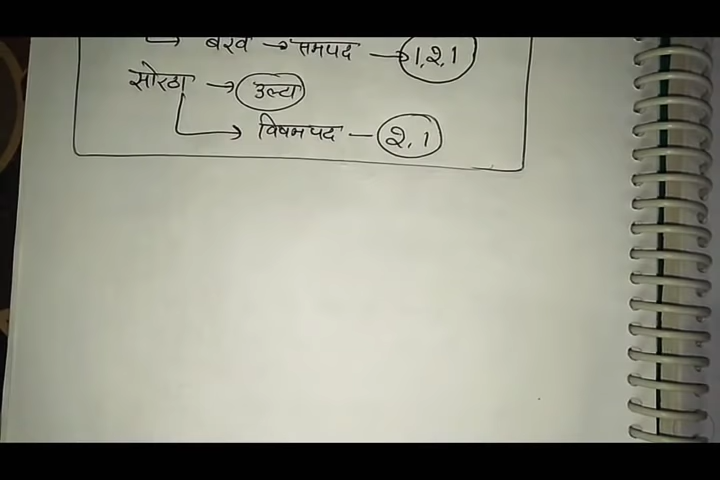 बरवै → समपद → 1, 2, 1
सोरठा → उल्टा
विषमपद — 2, 1